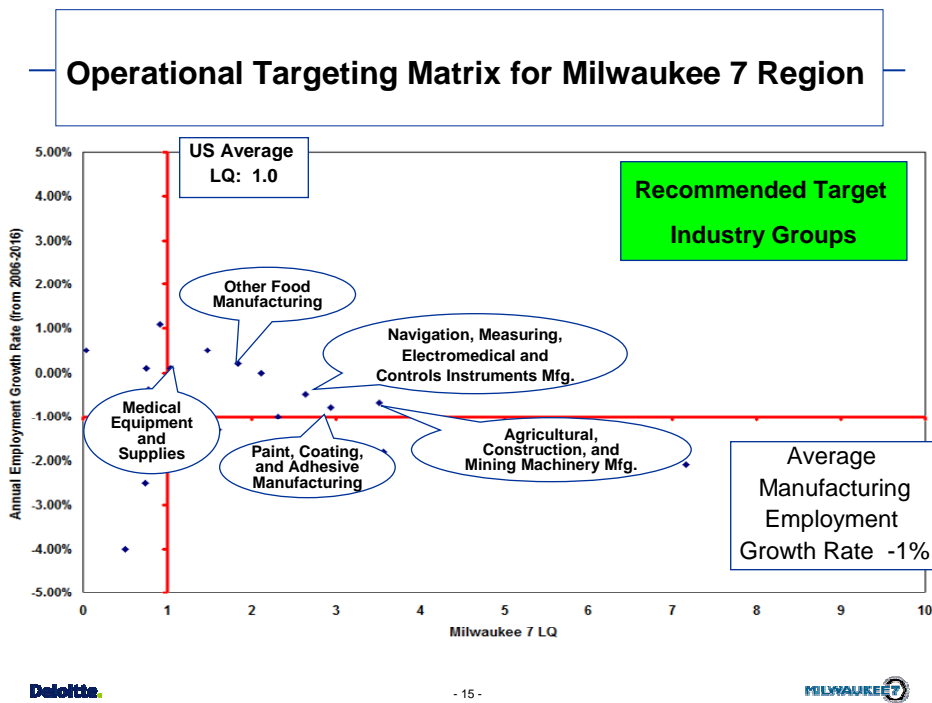 Operational Targeting Matrix for Milwaukee 7 Region
US Average
LQ: 1.0
Recommended Target
Industry Groups
5.00%
4.00%
3.00%
2.00%
1.00%
0.00%
-1.00%
-2.00%
-3.00%
-4.00%
-5.00%
Annual Employment Growth Rate (from 2006-2016)
Other Food
Manufacturing
Navigation, Measuring,
Electromedical and
Controls Instruments Mfg.
Medical
Equipment
and
Supplies
Paint, Coating,
and Adhesive
Manufacturing
Agricultural,
Construction, and
Mining Machinery Mfg.
Average
Manufacturing
Employment
Growth Rate -1%
0 1 2 3 4 5 6 7 8 9 10
Milwaukee 7 LQ
Deloitte.
- 15 -
MILWAUKEE7